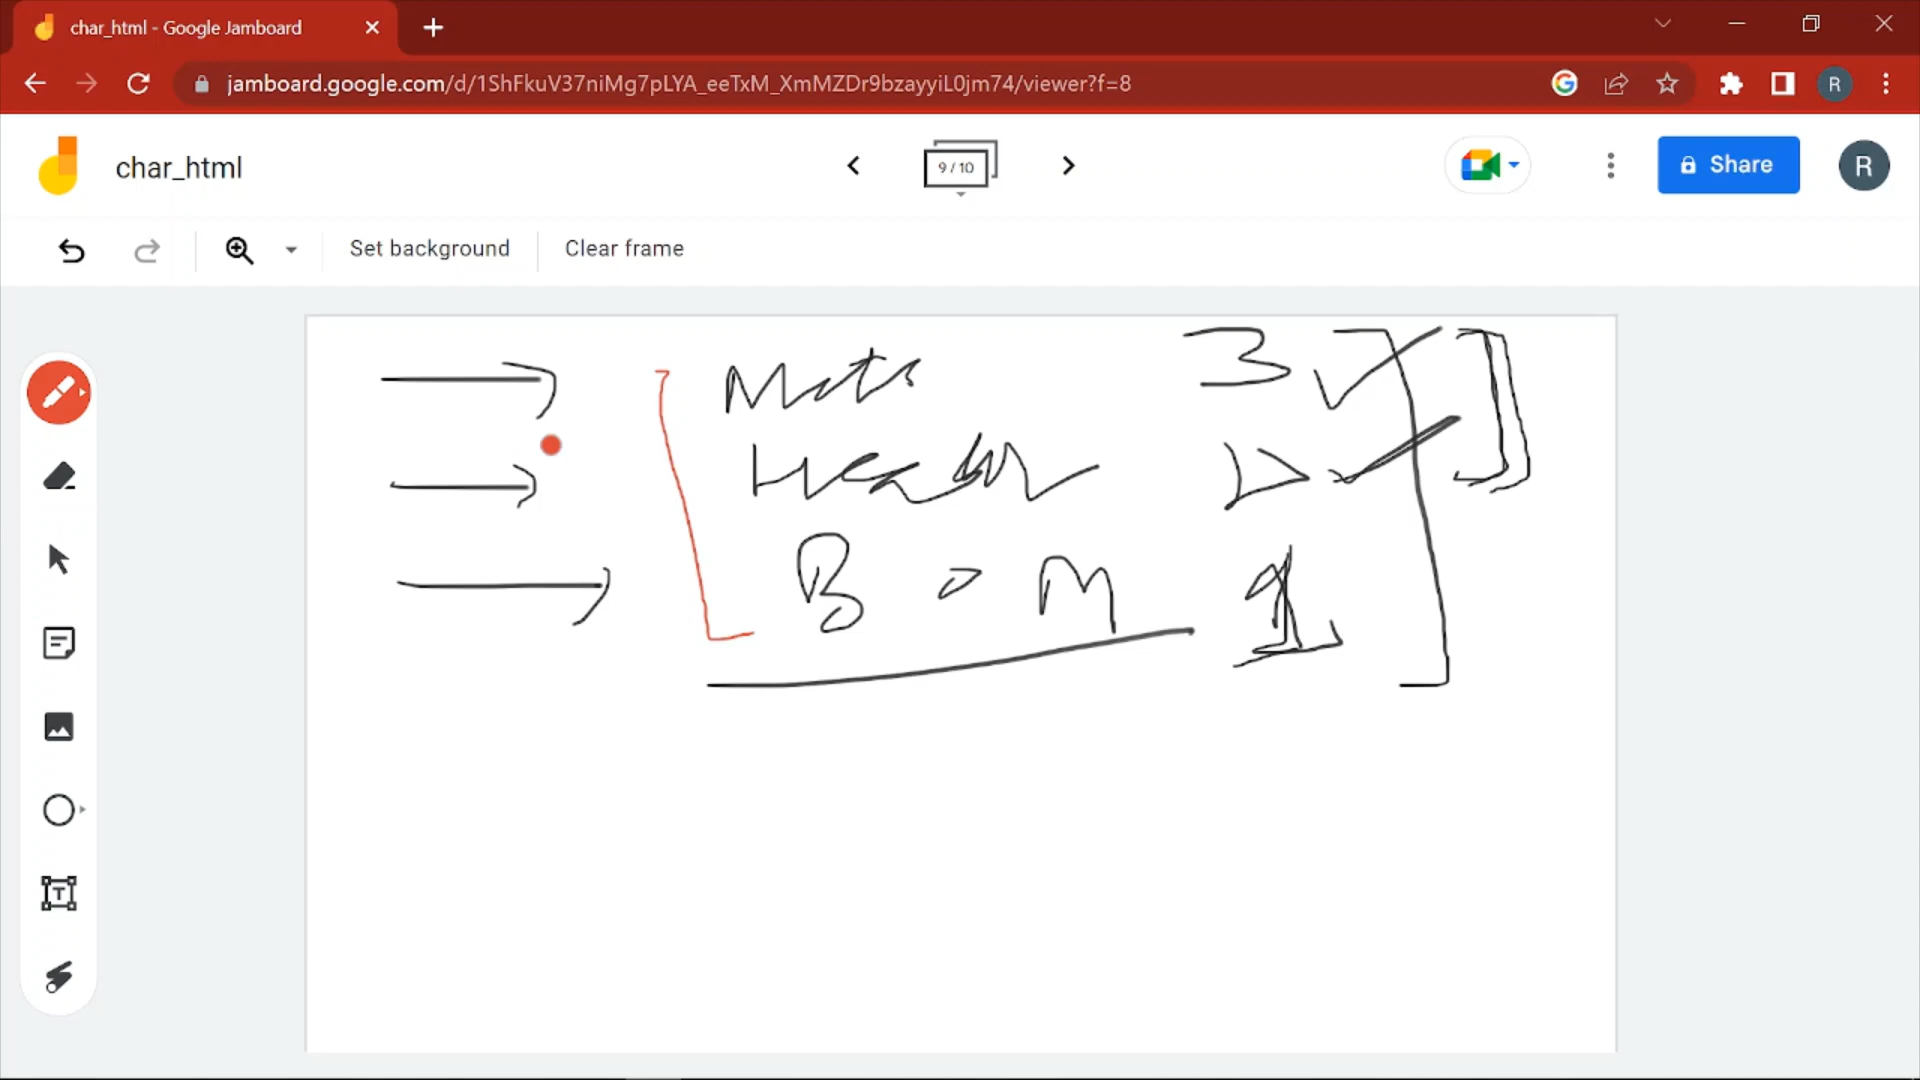 char_html - Google Jamboard
jamboard.google.com/d/1ShFkuV37niMg7pLYA_eeTxM_XmMZDr9bzayyiL0jm74/viewer?f=8
R
char_html
9 / 10
Share
R
Set background
Clear frame
Meta 3
Header 2
B o M 1
T